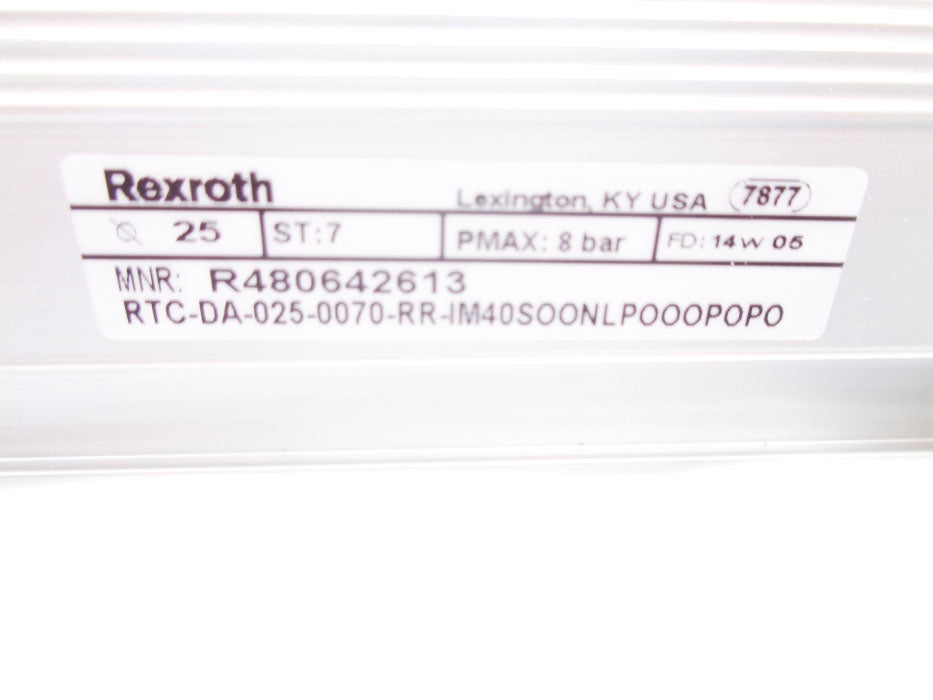 Rexroth Lexington, KY USA 7877
⌀ 25 ST:7 PMAX: 8 bar FD: 14W 05
MNR: R480642613
RTC-DA-025-0070-RR-IM40SOONLPOOOPOPO